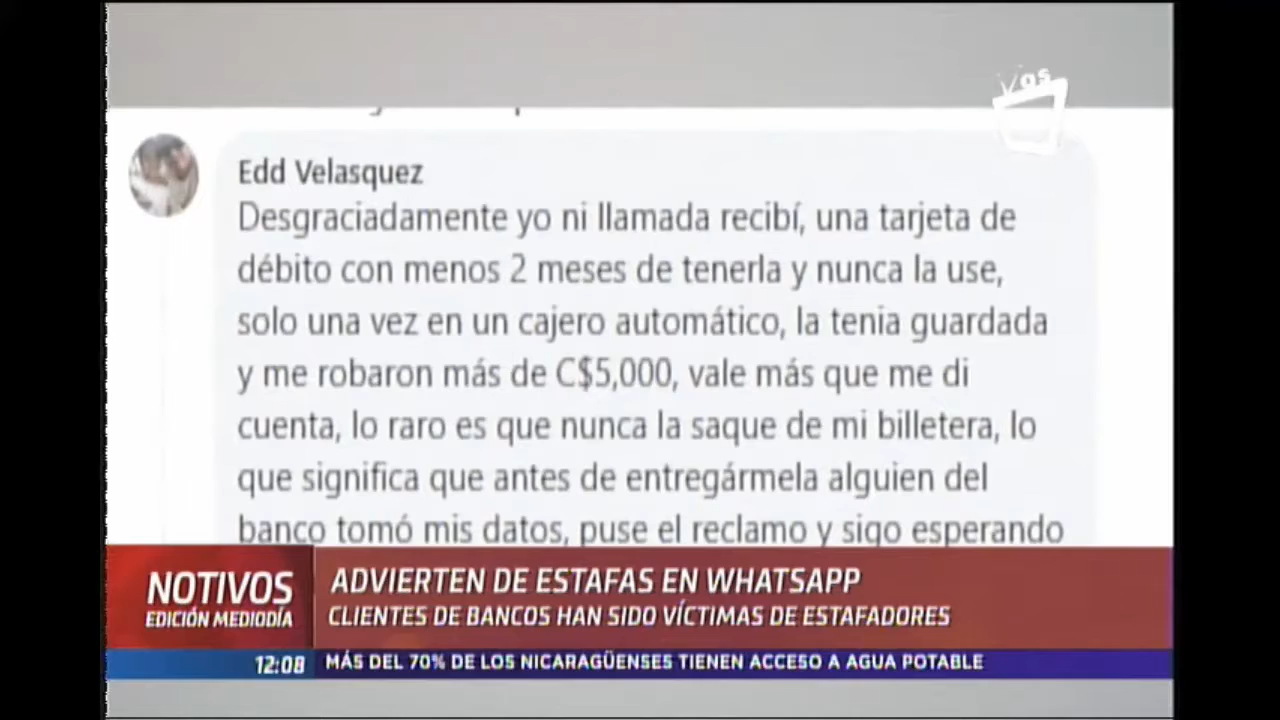 Vos
Edd Velasquez
Desgraciadamente yo ni llamada recibí, una tarjeta de
débito con menos 2 meses de tenerla y nunca la use,
solo una vez en un cajero automático, la tenia guardada
y me robaron más de C$5,000, vale más que me di
cuenta, lo raro es que nunca la saque de mi billetera, lo
que significa que antes de entregármela alguien del
banco tomó mis datos, puse el reclamo y sigo esperando
NOTIVOS
EDICIÓN MEDIODÍA
ADVIERTEN DE ESTAFAS EN WHATSAPP
CLIENTES DE BANCOS HAN SIDO VÍCTIMAS DE ESTAFADORES
12:08 MÁS DEL 70% DE LOS NICARAGÜENSES TIENEN ACCESO A AGUA POTABLE